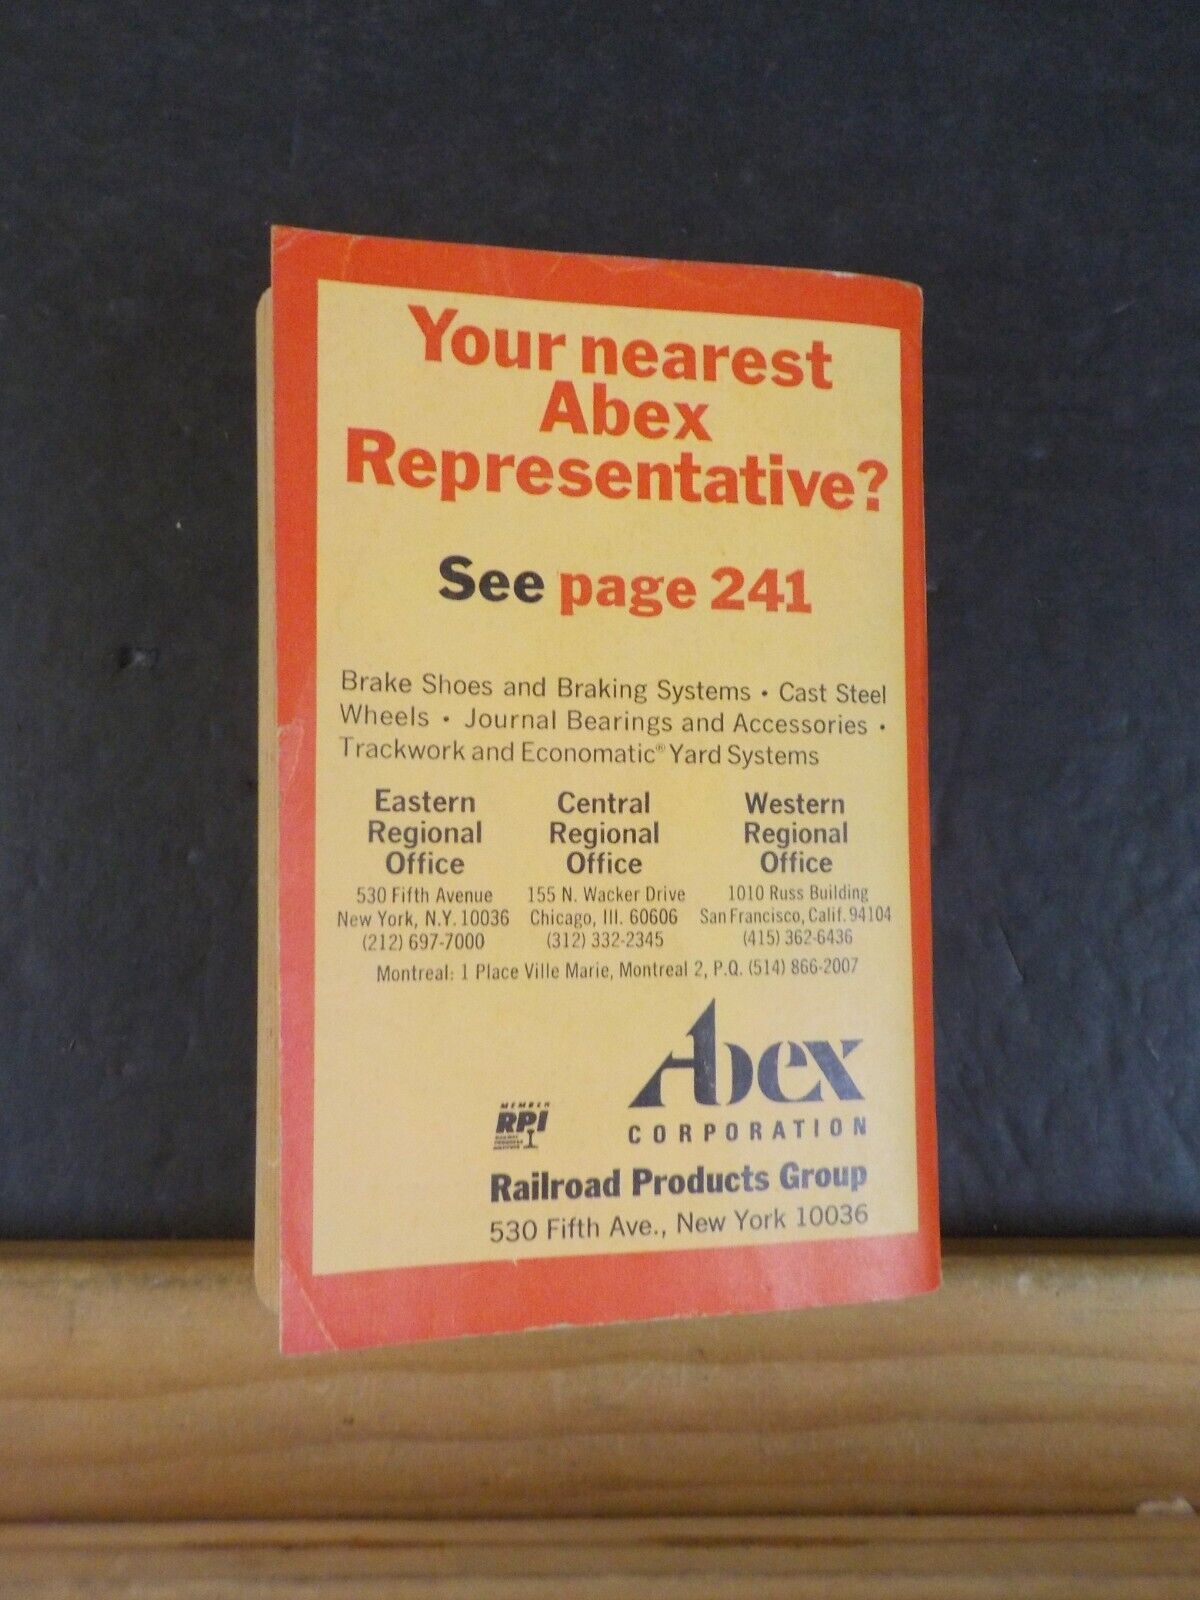 Your nearest
Abex
Representative?
See page 241
Brake Shoes and Braking Systems • Cast Steel
Wheels • Journal Bearings and Accessories •
Trackwork and Economatic® Yard Systems
Eastern
Regional
Office
530 Fifth Avenue
New York, N.Y. 10036
(212) 697-7000
Central
Regional
Office
155 N. Wacker Drive
Chicago, Ill. 60606
(312) 332-2345
Western
Regional
Office
1010 Russ Building
San Francisco, Calif. 94104
(415) 362-6436
Montreal: 1 Place Ville Marie, Montreal 2, P.Q. (514) 866-2007
Abex
CORPORATION
MEMBER
RPI
Railroad Products Group
530 Fifth Ave., New York 10036